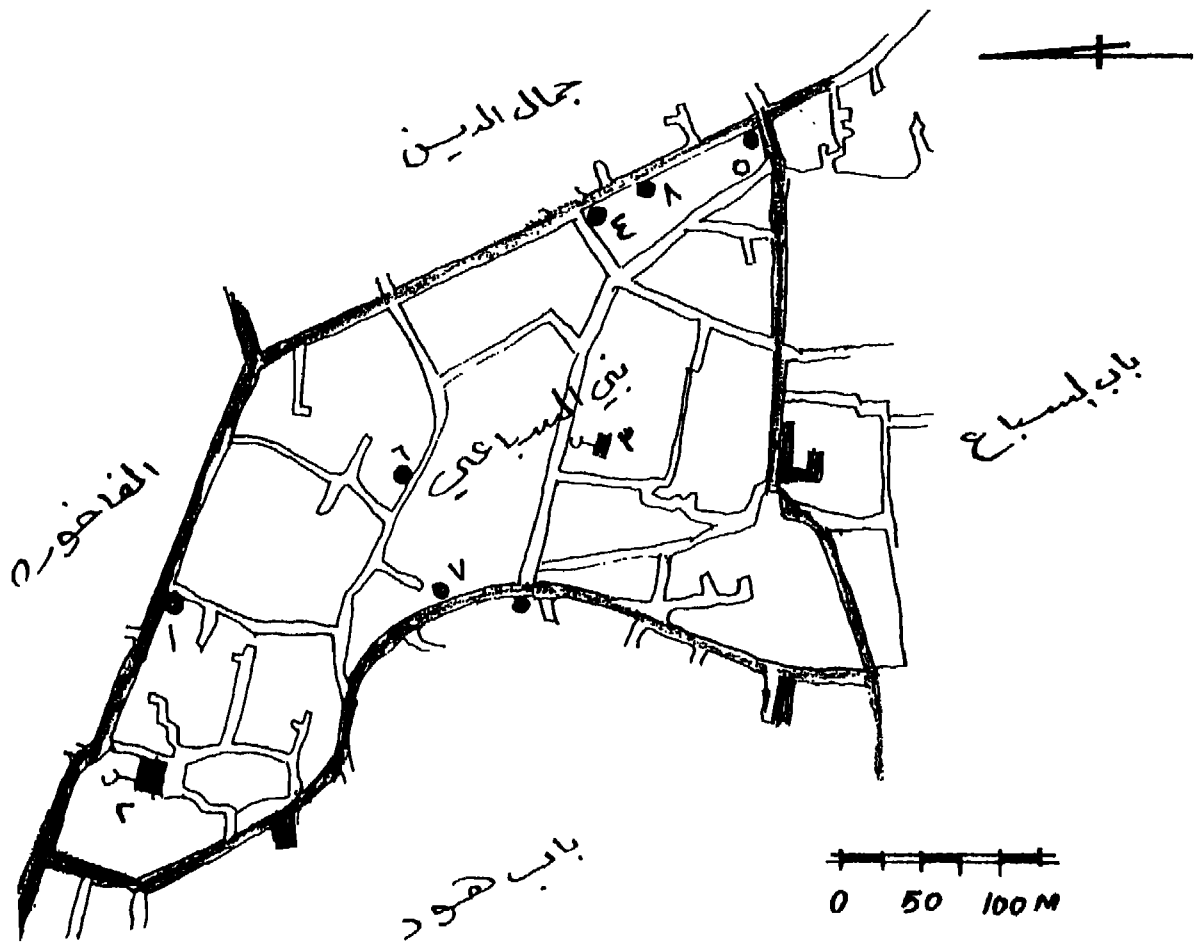 جمال الدين
٥
٨
٤
بني السباعي
باب السباع
٣
٦
الفاخورة
٧
١
٢
باب هود
0 50 100 M